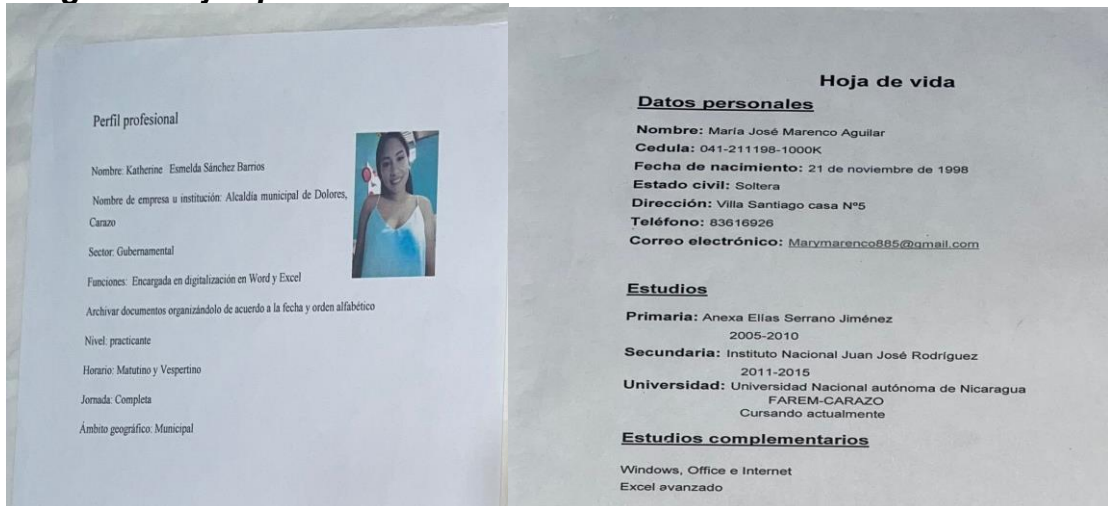 Perfil profesional
Nombre: Katherine Esmelda Sánchez Barrios
Nombre de empresa u institución: Alcaldía municipal de Dolores,
Carazo
Sector: Gubernamental
Funciones: Encargada en digitalización en Word y Excel
Archivar documentos organizándolo de acuerdo a la fecha y orden alfabético
Nivel: practicante
Horario: Matutino y Vespertino
Jornada: Completa
Ámbito geográfico: Municipal
Hoja de vida
Datos personales
Nombre: María José Marenco Aguilar
Cedula: 041-211198-1000K
Fecha de nacimiento: 21 de noviembre de 1998
Estado civil: Soltera
Dirección: Villa Santiago casa Nº5
Teléfono: 83616926
Correo electrónico: Marymarenco885@gmail.com
Estudios
Primaria: Anexa Elías Serrano Jiménez
2005-2010
Secundaria: Instituto Nacional Juan José Rodríguez
2011-2015
Universidad: Universidad Nacional autónoma de Nicaragua
FAREM-CARAZO
Cursando actualmente
Estudios complementarios
Windows, Office e Internet
Excel avanzado